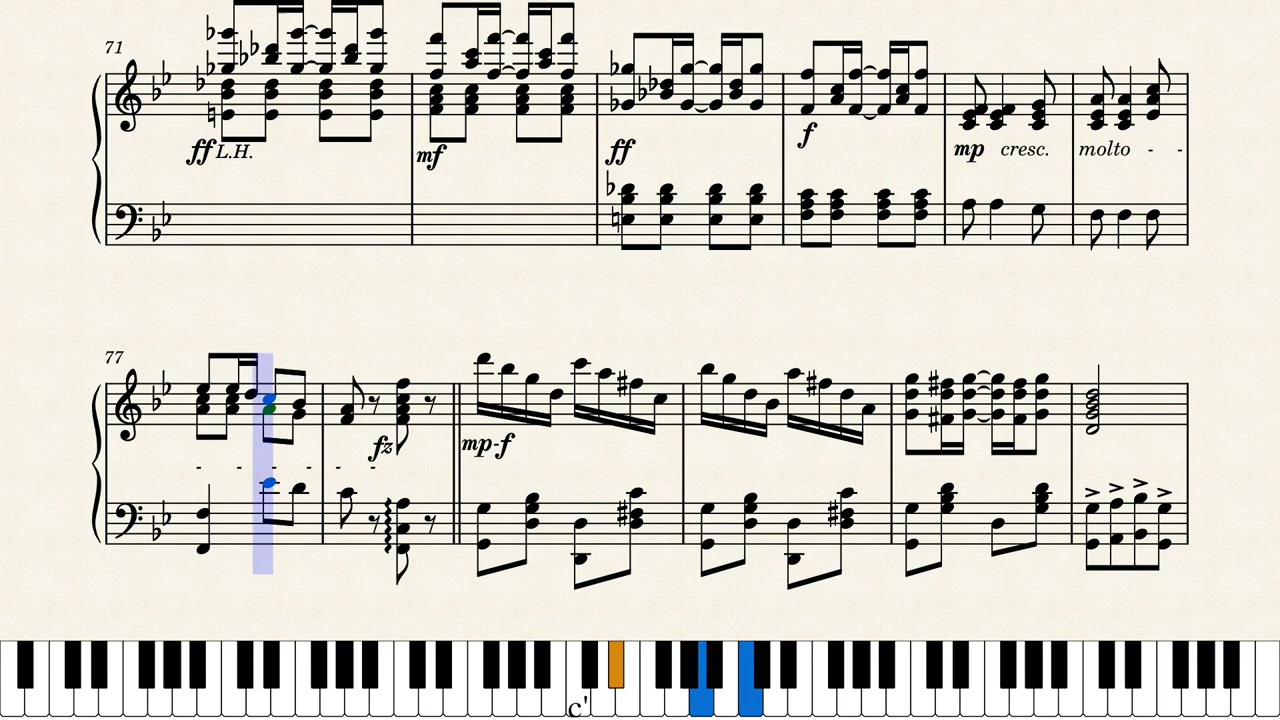 71
ff L.H. mf ff f mp cresc. molto - -
77
fz mp-f
- - - - - -
c'